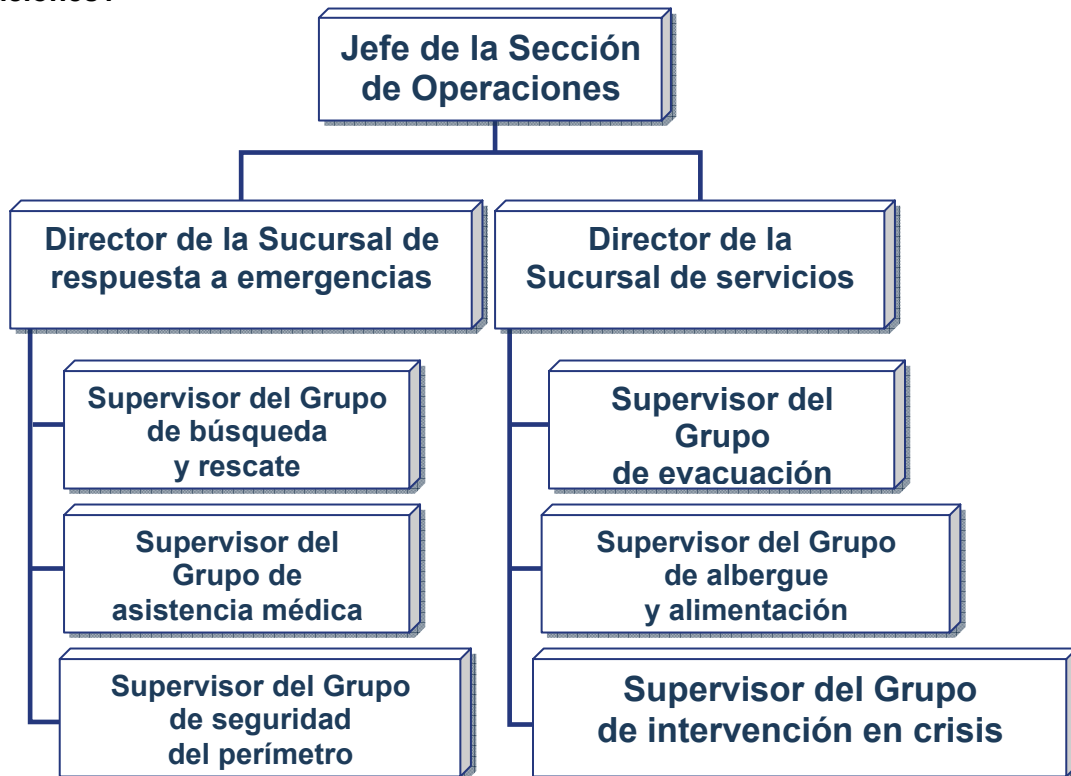 Jefe de la Sección
de Operaciones
Director de la Sucursal de
respuesta a emergencias
Director de la
Sucursal de servicios
Supervisor del Grupo
de búsqueda
y rescate
Supervisor del
Grupo
de evacuación
Supervisor del
Grupo de
asistencia médica
Supervisor del Grupo
de albergue
y alimentación
Supervisor del Grupo
de seguridad
del perímetro
Supervisor del Grupo
de intervención en crisis